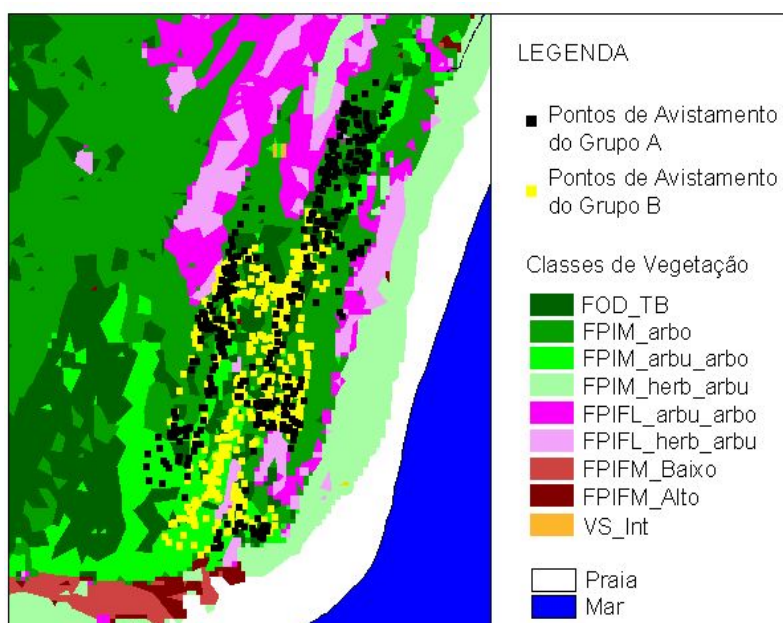 LEGENDA
Pontos de Avistamento
do Grupo A
Pontos de Avistamento
do Grupo B
Classes de Vegetação
FOD_TB
FPIM_arbo
FPIM_arbu_arbo
FPIM_herb_arbu
FPIFL_arbu_arbo
FPIFL_herb_arbu
FPIFM_Baixo
FPIFM_Alto
VS_Int
Praia
Mar